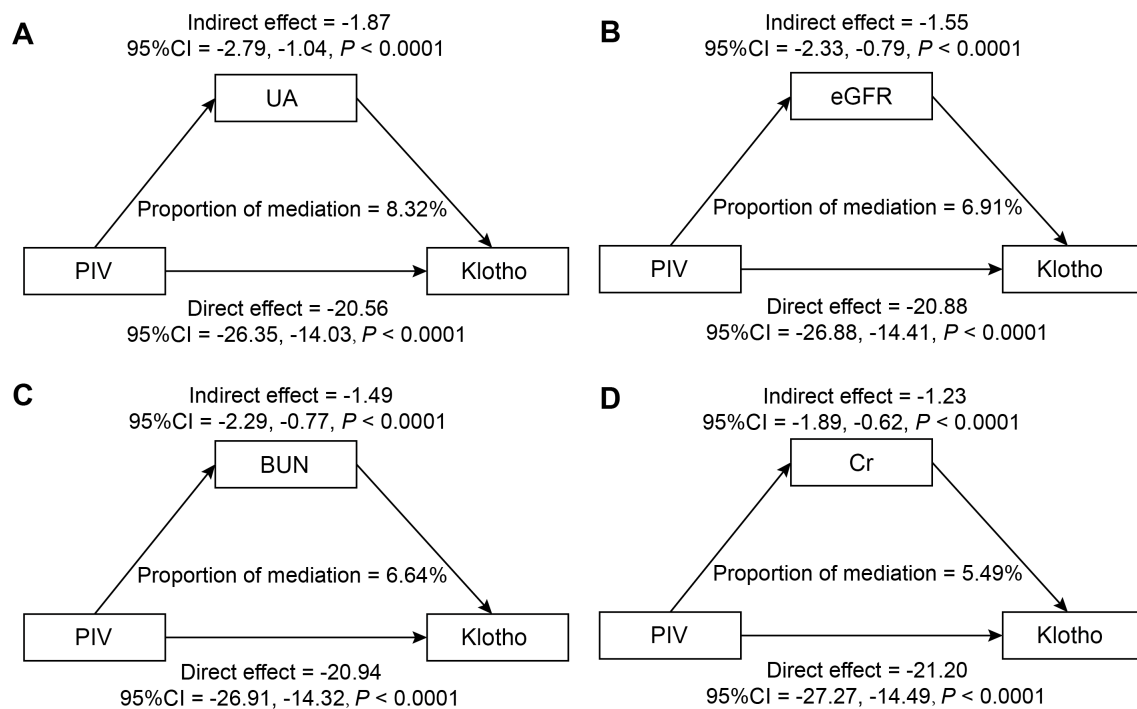 A
Indirect effect = -1.87
95%CI = -2.79, -1.04, P < 0.0001
UA
Proportion of mediation = 8.32%
PIV
Klotho
Direct effect = -20.56
95%CI = -26.35, -14.03, P < 0.0001
B
Indirect effect = -1.55
95%CI = -2.33, -0.79, P < 0.0001
eGFR
Proportion of mediation = 6.91%
PIV
Klotho
Direct effect = -20.88
95%CI = -26.88, -14.41, P < 0.0001
C
Indirect effect = -1.49
95%CI = -2.29, -0.77, P < 0.0001
BUN
Proportion of mediation = 6.64%
PIV
Klotho
Direct effect = -20.94
95%CI = -26.91, -14.32, P < 0.0001
D
Indirect effect = -1.23
95%CI = -1.89, -0.62, P < 0.0001
Cr
Proportion of mediation = 5.49%
PIV
Klotho
Direct effect = -21.20
95%CI = -27.27, -14.49, P < 0.0001